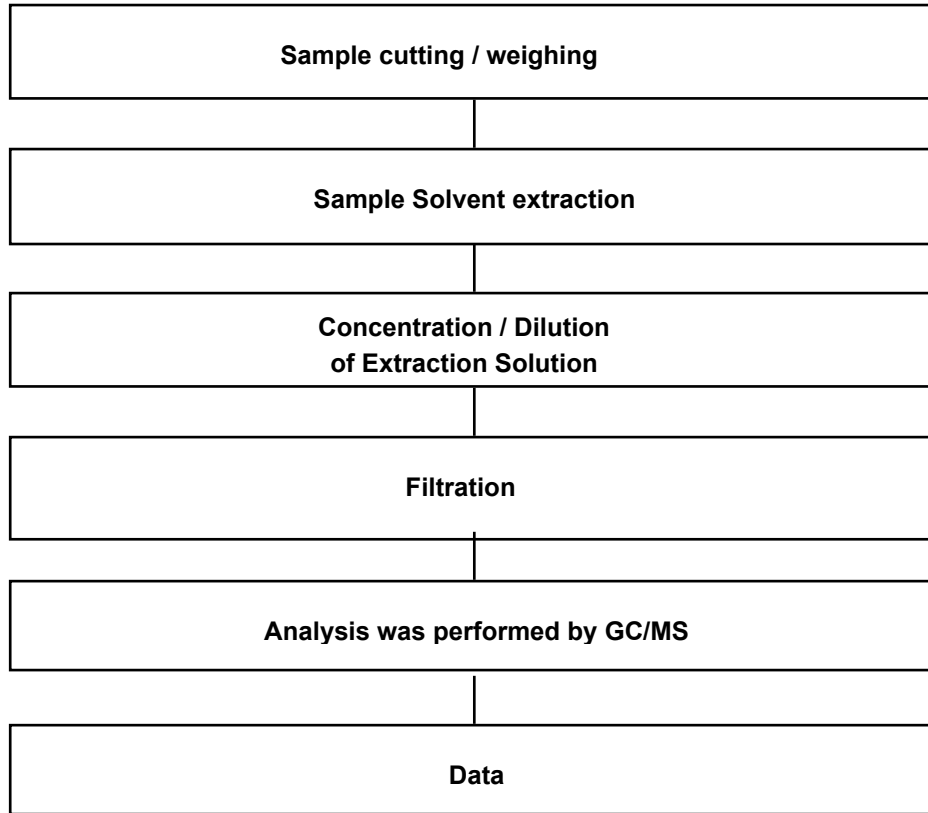 Sample cutting / weighing
Sample Solvent extraction
Concentration / Dilution
of Extraction Solution
Filtration
Analysis was performed by GC/MS
Data